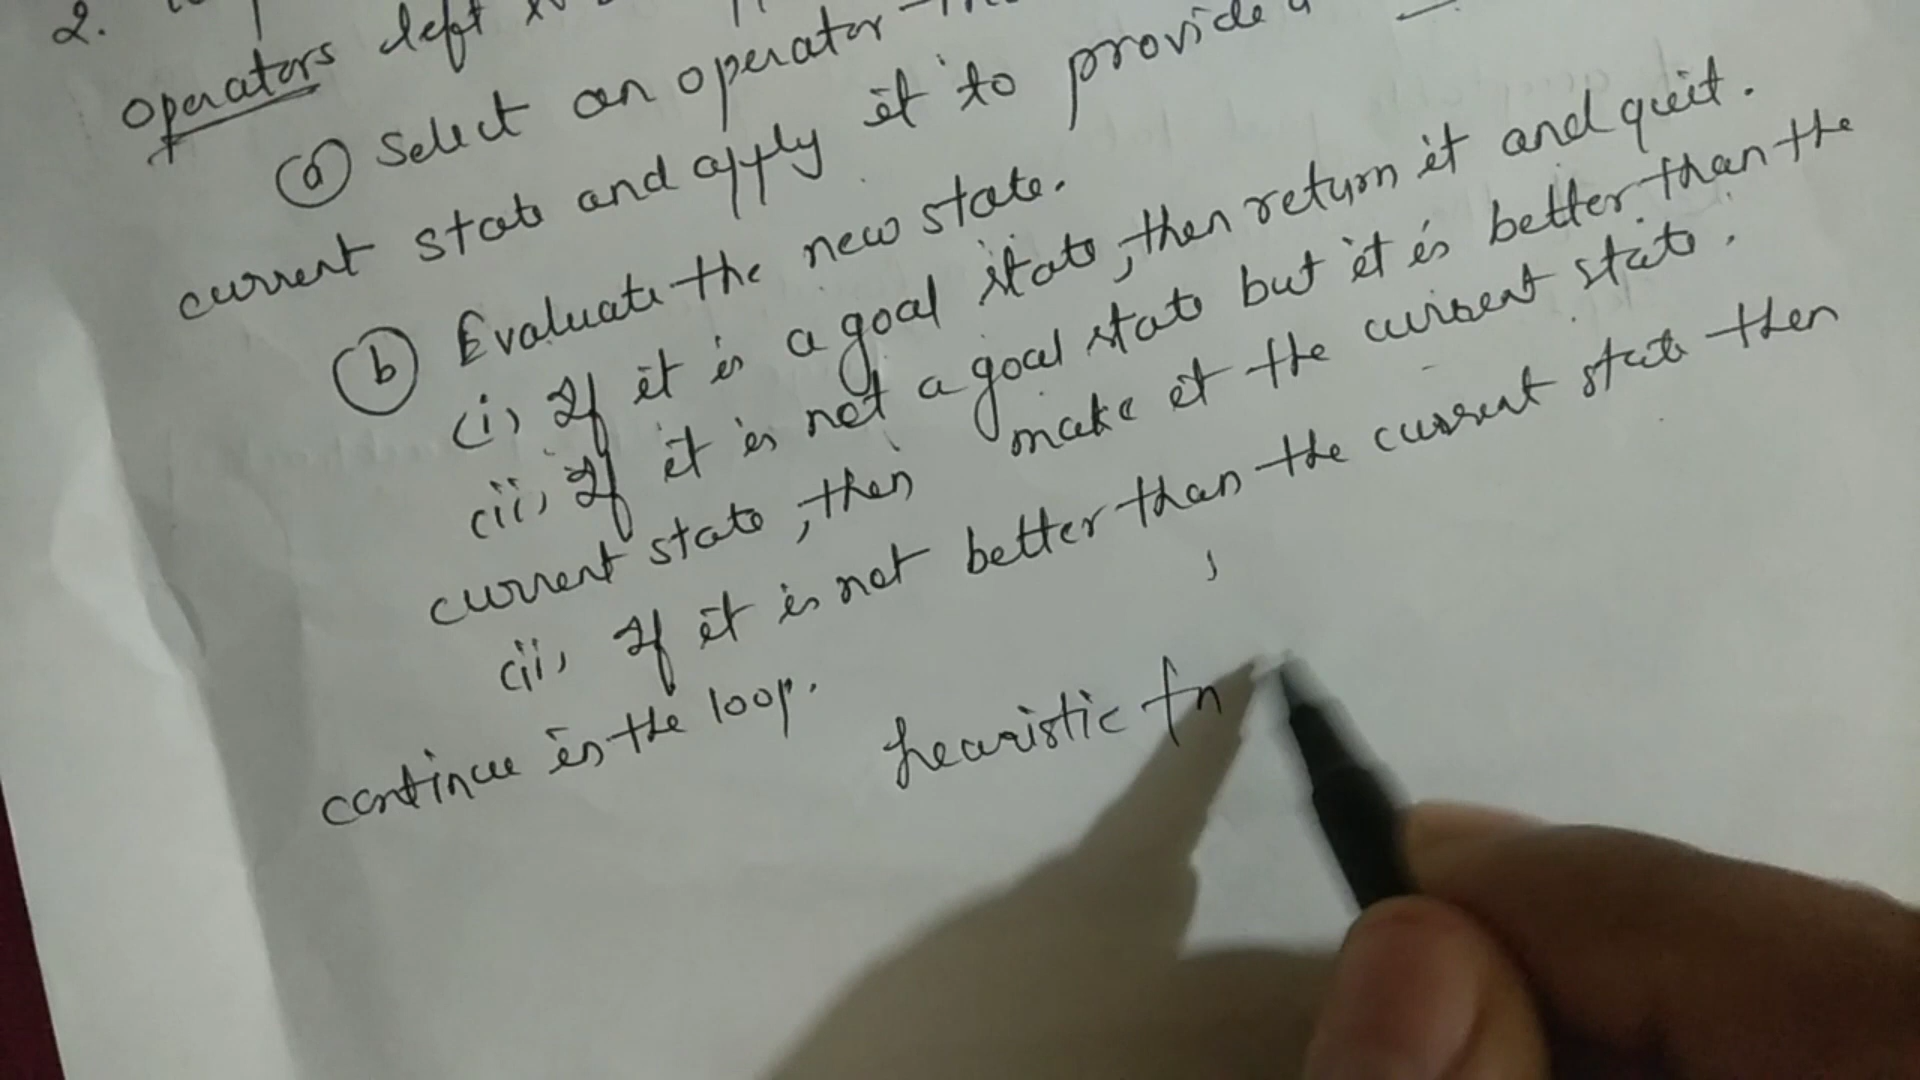 2.
operators left
(a) Select an operator
current state and apply it to provide a
(b) Evaluate the new state.
(i) If it is a goal state, then return it and quit.
(ii) If it is not a goal state but it is better than the
current state, then make it the current state.
(ii) If it is not better than the current state then
continue in the loop.
hearistic fn